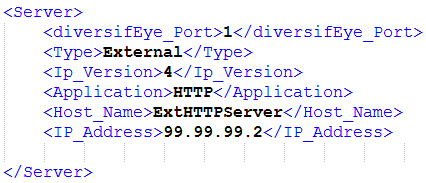 <Server>
<diversifEye_Port>1</diversifEye_Port>
<Type>External</Type>
<Ip_Version>4</Ip_Version>
<Application>HTTP</Application>
<Host_Name>ExtHTTPServer</Host_Name>
<IP_Address>99.99.99.2</IP_Address>
</Server>